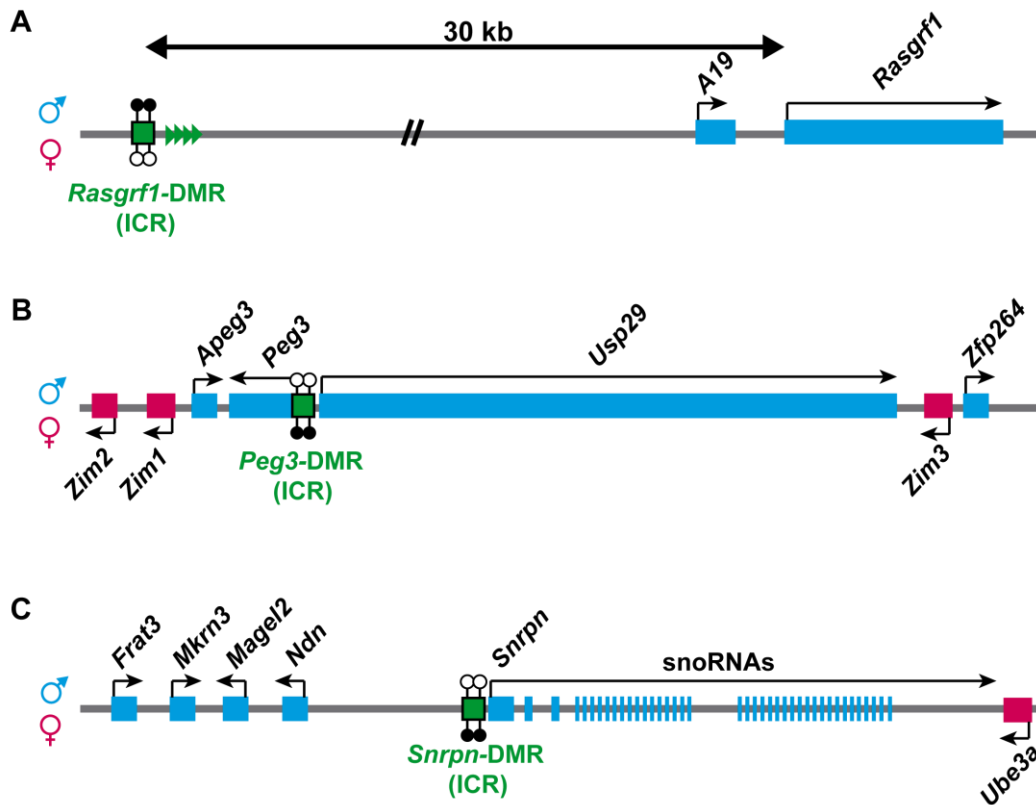 A
30 kb
A19
Rasgrf1
♂
♀
Rasgrf1-DMR
(ICR)
B
Apeg3
Peg3
Usp29
Zfp264
♂
♀
Zim2
Zim1
Peg3-DMR
(ICR)
Zim3
C
Frat3
Mkrn3
Magel2
Ndn
Snrpn
snoRNAs
♂
♀
Snrpn-DMR
(ICR)
Ube3a